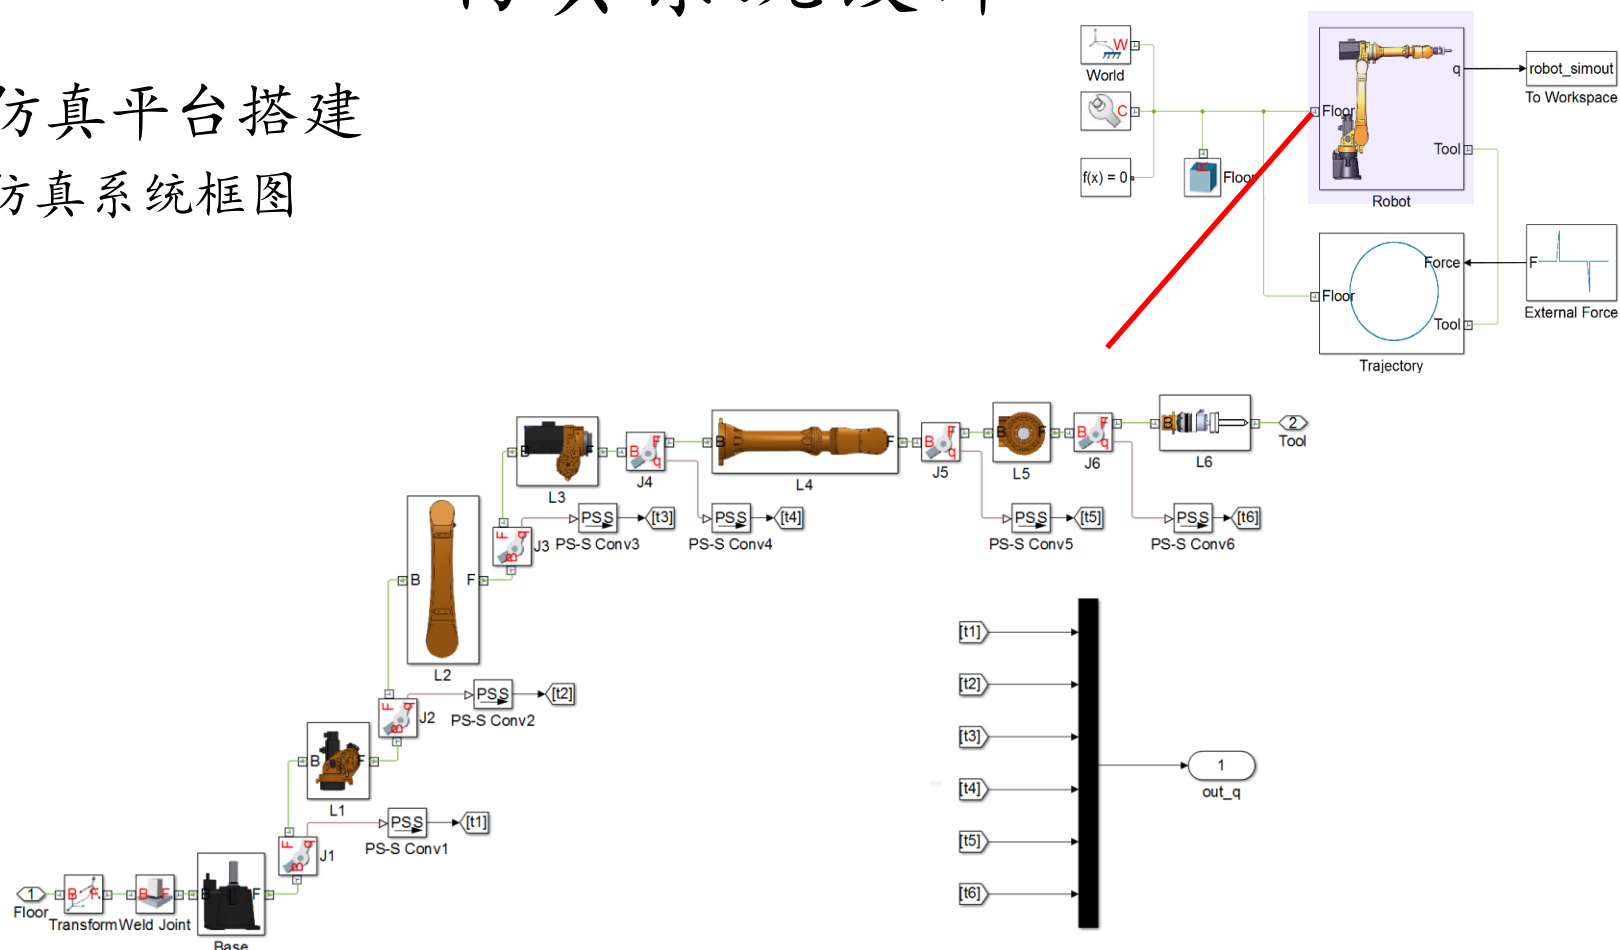 仿真平台搭建
仿真系统框图
W
World
C
f(x) = 0
Floor
Floor
q
Tool
Robot
robot_simout
To Workspace
Force
Floor
Tool
Trajectory
F
External Force
B F
L3
B F q
J4
B F
L4
B F q
J5
B F
L5
B F q
J6
B
L6
2
Tool
F q B
J3
PSS
PS-S Conv3
[t3]
PSS
PS-S Conv4
[t4]
PSS
PS-S Conv5
[t5]
PSS
PS-S Conv6
[t6]
B F
L2
F q B
J2
PSS
PS-S Conv2
[t2]
B F
L1
F q B
J1
PSS
PS-S Conv1
[t1]
1
Floor
B F
Transform
B F
Weld Joint
B F
Base
[t1]
[t2]
[t3]
[t4]
[t5]
[t6]
1
out_q